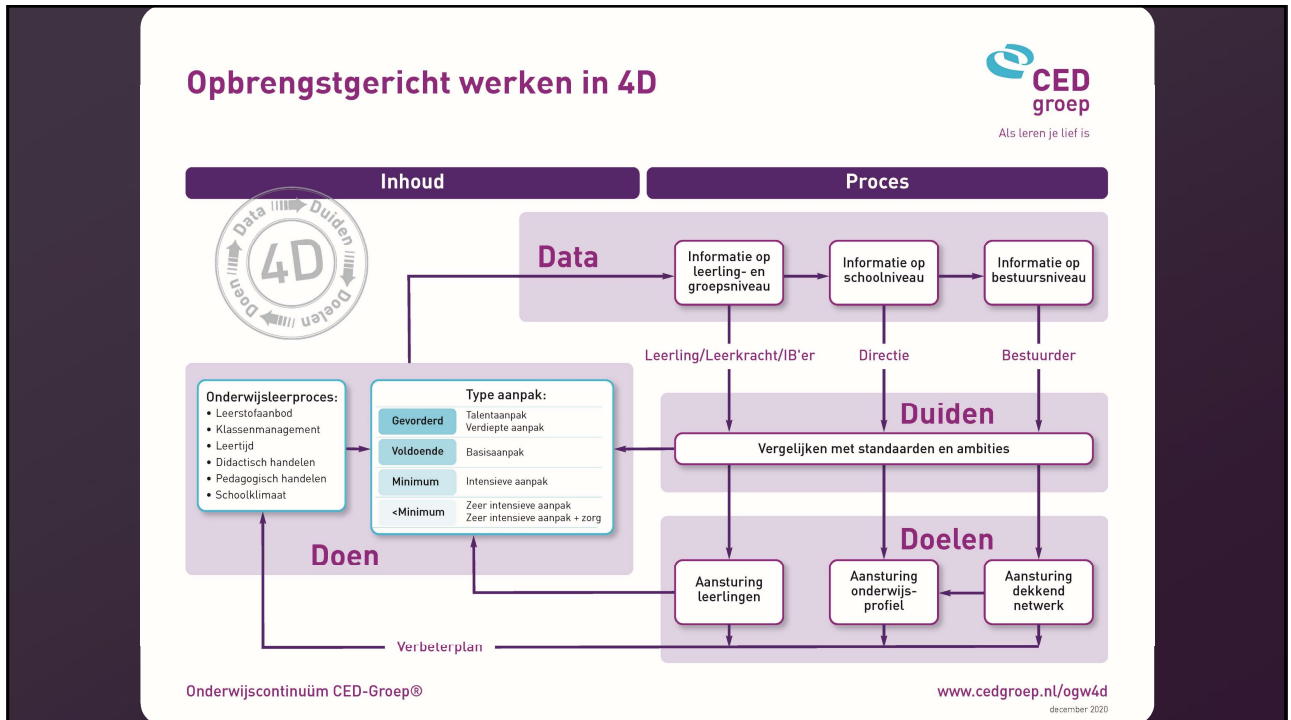 Opbrengstgericht werken in 4D
CED
groep
Als leren je lief is
Inhoud
Proces
Data
Duiden
Doelen
Doen
4D
Data
Informatie op
leerling- en
groepsniveau
Informatie op
schoolniveau
Informatie op
bestuursniveau
Leerling/Leerkracht/IB'er
Directie
Bestuurder
Onderwijsleerproces:
• Leerstofaanbod
• Klassenmanagement
• Leertijd
• Didactisch handelen
• Pedagogisch handelen
• Schoolklimaat
Type aanpak:
Gevorderd
Talentaanpak
Verdiepte aanpak
Voldoende
Basisaanpak
Minimum
Intensieve aanpak
<Minimum
Zeer intensieve aanpak
Zeer intensieve aanpak + zorg
Doen
Duiden
Vergelijken met standaarden en ambities
Doelen
Aansturing
leerlingen
Aansturing
onderwijs-
profiel
Aansturing
dekkend
netwerk
Verbeterplan
Onderwijscontinuüm CED-Groep®
www.cedgroep.nl/ogw4d
december 2020